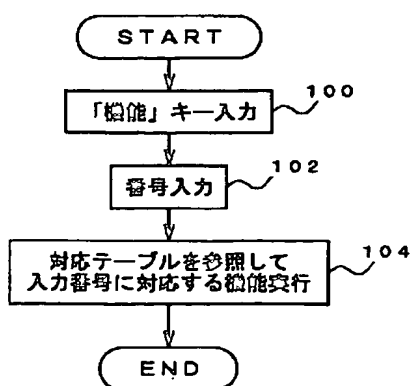 START
「機能」キー入力
100
番号入力
102
対応テーブルを参照して
入力番号に対応する機能実行
104
END